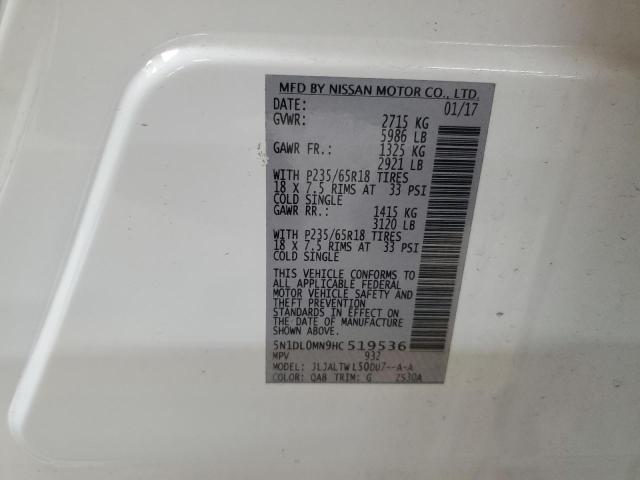 MFD BY NISSAN MOTOR CO., LTD.
DATE: 01/17
GVWR: 2715 KG
5986 LB
GAWR FR.: 1325 KG
2921 LB
WITH P235/65R18 TIRES
18 X 7.5 RIMS AT 33 PSI
COLD SINGLE
GAWR RR.: 1415 KG
3120 LB
WITH P235/65R18 TIRES
18 X 7.5 RIMS AT 33 PSI
COLD SINGLE
THIS VEHICLE CONFORMS TO
ALL APPLICABLE FEDERAL
MOTOR VEHICLE SAFETY AND
THEFT PREVENTION
STANDARDS IN EFFECT ON
THE DATE OF MANUFACTURE
SHOWN ABOVE.
5N1DL0MN9HC519536
MPV 932
MODEL: JLJALTWL50DU7--A-A
COLOR: QAB TRIM: G ZS30A